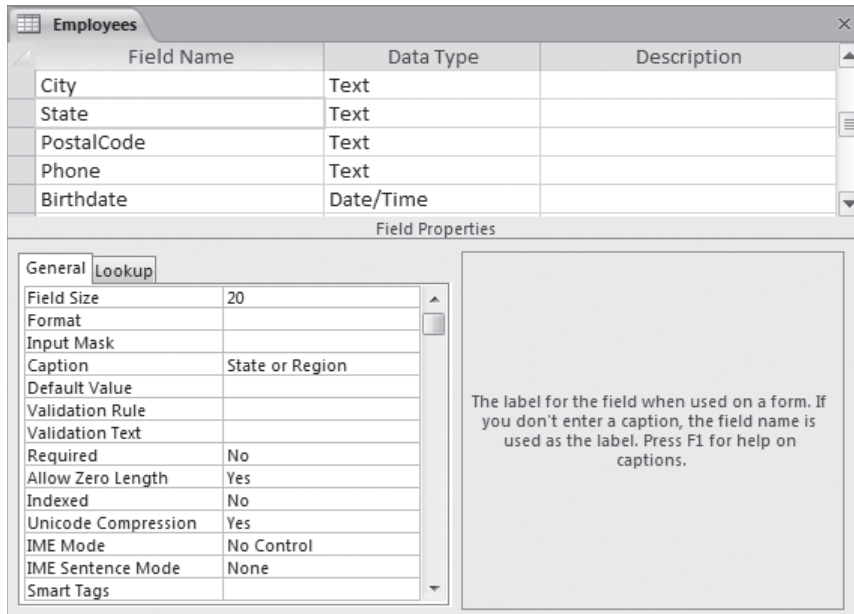 Employees
Field Name Data Type Description
City Text
State Text
PostalCode Text
Phone Text
Birthdate Date/Time
Field Properties
General Lookup
Field Size 20
Format
Input Mask
Caption State or Region
Default Value
Validation Rule
Validation Text
Required No
Allow Zero Length Yes
Indexed No
Unicode Compression Yes
IME Mode No Control
IME Sentence Mode None
Smart Tags
The label for the field when used on a form. If
you don't enter a caption, the field name is
used as the label. Press F1 for help on
captions.